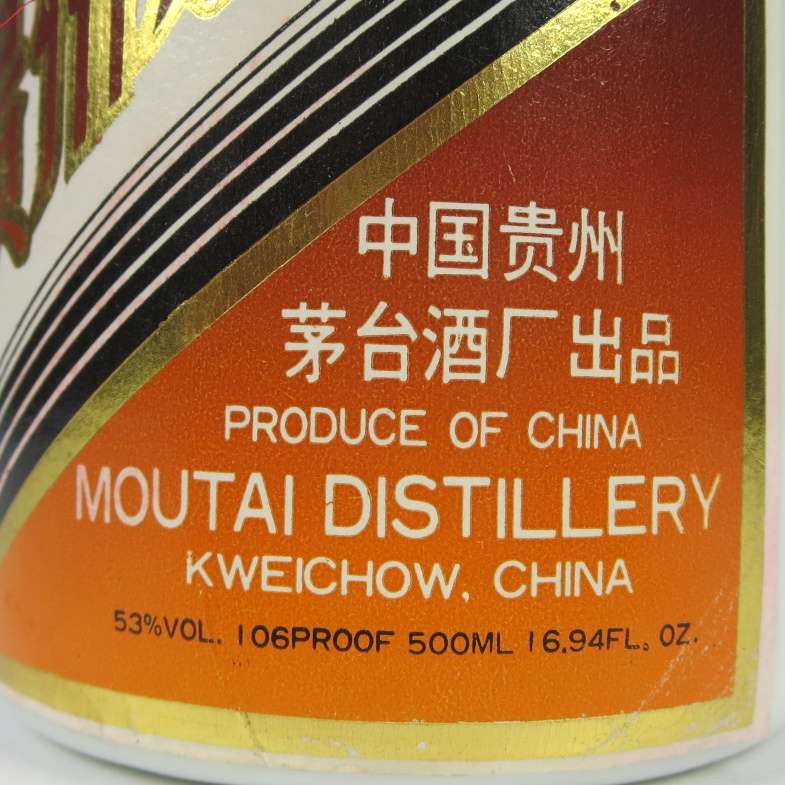 中国贵州
茅台酒厂出品
PRODUCE OF CHINA
MOUTAI DISTILLERY
KWEICHOW, CHINA
53%VOL.. 106PROOF 500ML 16.94FL. OZ.